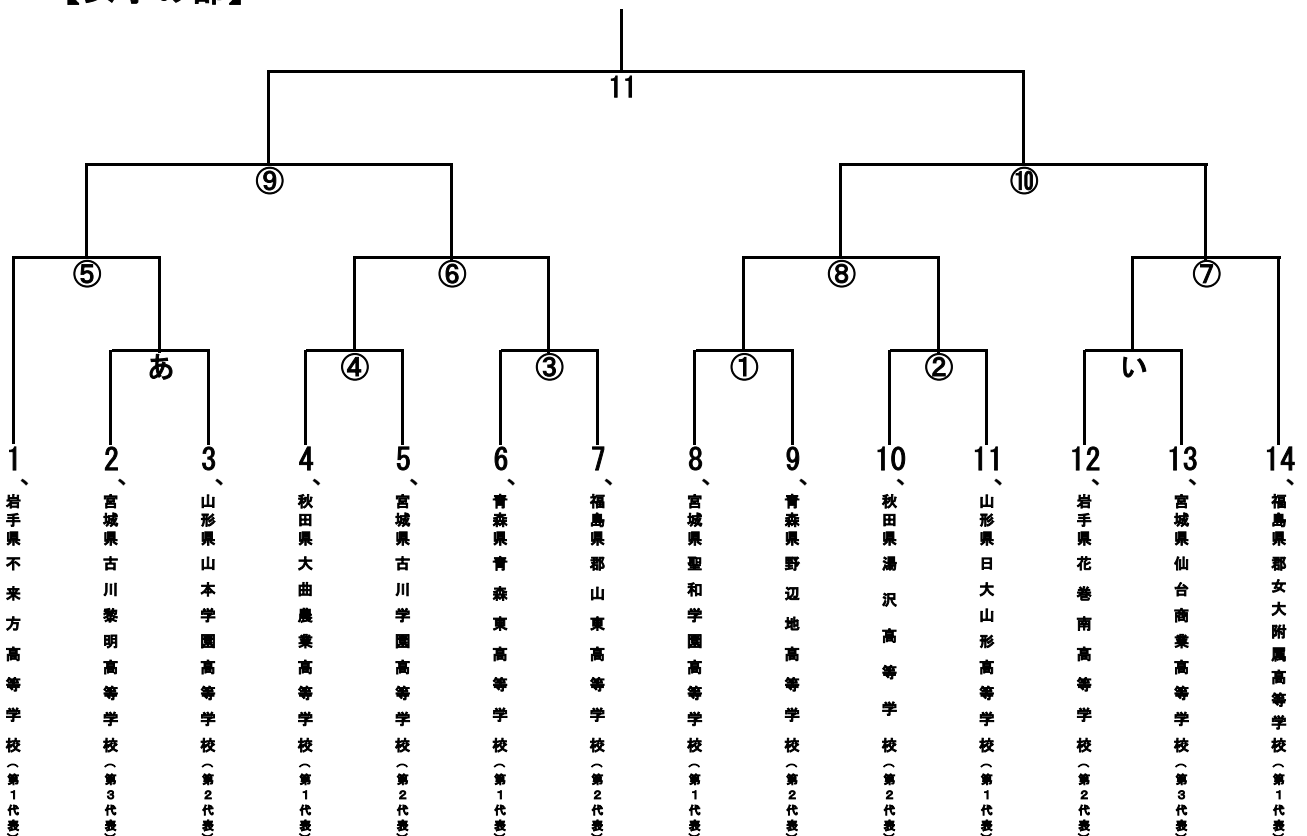 11
⑨
⑩
⑤
⑥
⑧
⑦
あ
④
③
①
②
い
1、岩手県 不来方高等学校（第1代表）
2、宮城県 古川黎明高等学校（第3代表）
3、山形県 山本学園高等学校（第2代表）
4、秋田県 大曲農業高等学校（第1代表）
5、宮城県 古川学園高等学校（第2代表）
6、青森県 青森東高等学校（第1代表）
7、福島県 郡山東高等学校（第2代表）
8、宮城県 聖和学園高等学校（第1代表）
9、青森県 野辺地高等学校（第2代表）
10、秋田県 湯沢高等学校（第2代表）
11、山形県 日大山形高等学校（第1代表）
12、岩手県 花巻南高等学校（第2代表）
13、宮城県 仙台商業高等学校（第3代表）
14、福島県 郡女大附属高等学校（第1代表）